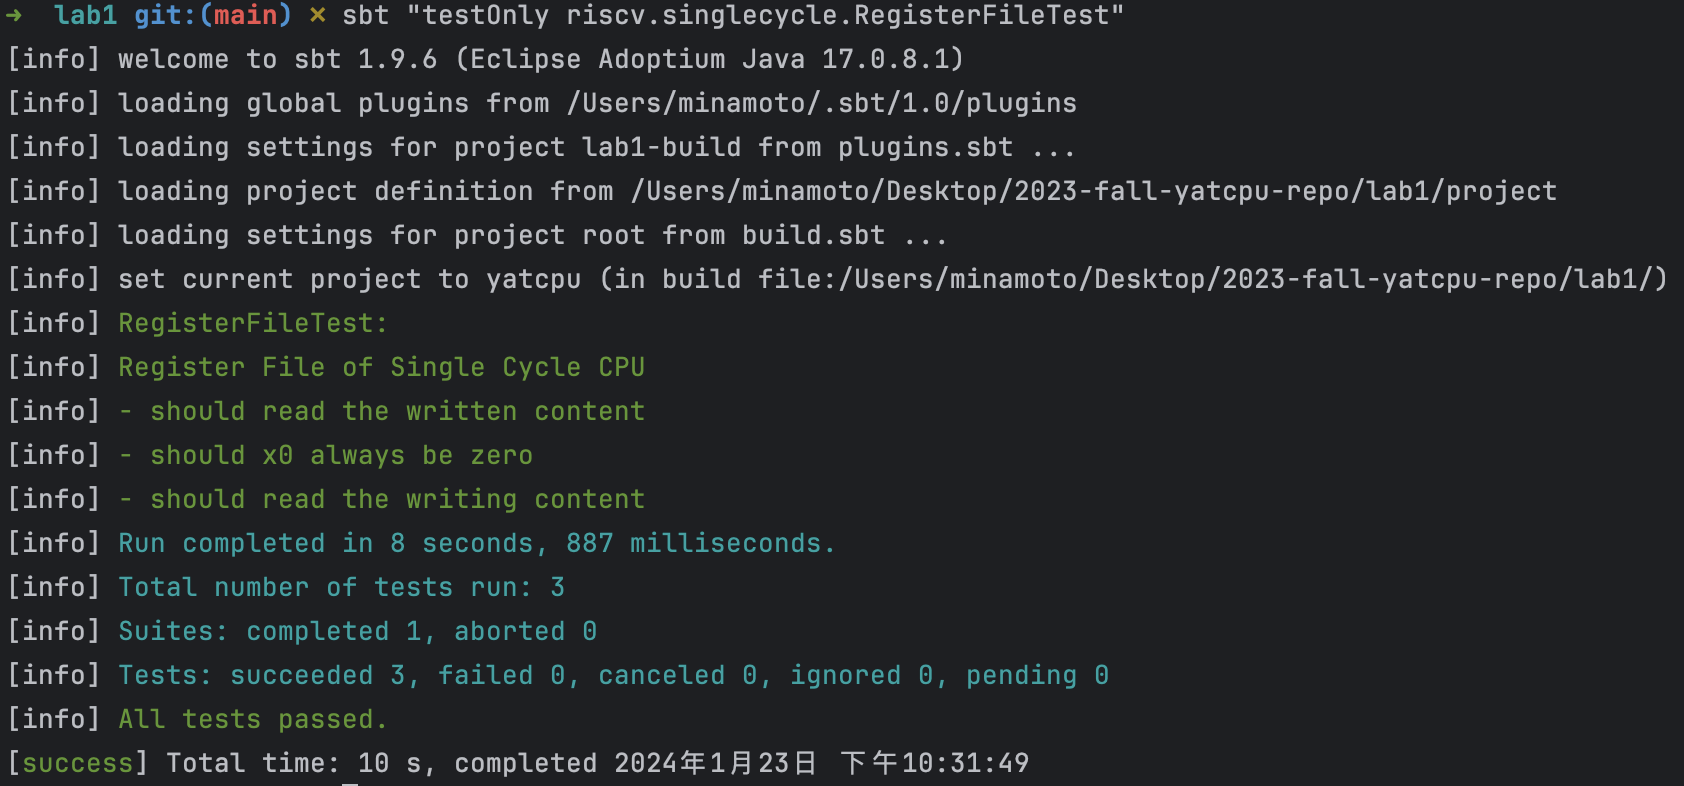 → lab1 git:(main) × sbt "testOnly riscv.singlecycle.RegisterFileTest"
[info] welcome to sbt 1.9.6 (Eclipse Adoptium Java 17.0.8.1)
[info] loading global plugins from /Users/minamoto/.sbt/1.0/plugins
[info] loading settings for project lab1-build from plugins.sbt ...
[info] loading project definition from /Users/minamoto/Desktop/2023-fall-yatcpu-repo/lab1/project
[info] loading settings for project root from build.sbt ...
[info] set current project to yatcpu (in build file:/Users/minamoto/Desktop/2023-fall-yatcpu-repo/lab1/)
[info] RegisterFileTest:
[info] Register File of Single Cycle CPU
[info] - should read the written content
[info] - should x0 always be zero
[info] - should read the writing content
[info] Run completed in 8 seconds, 887 milliseconds.
[info] Total number of tests run: 3
[info] Suites: completed 1, aborted 0
[info] Tests: succeeded 3, failed 0, canceled 0, ignored 0, pending 0
[info] All tests passed.
[success] Total time: 10 s, completed 2024年1月23日 下午10:31:49